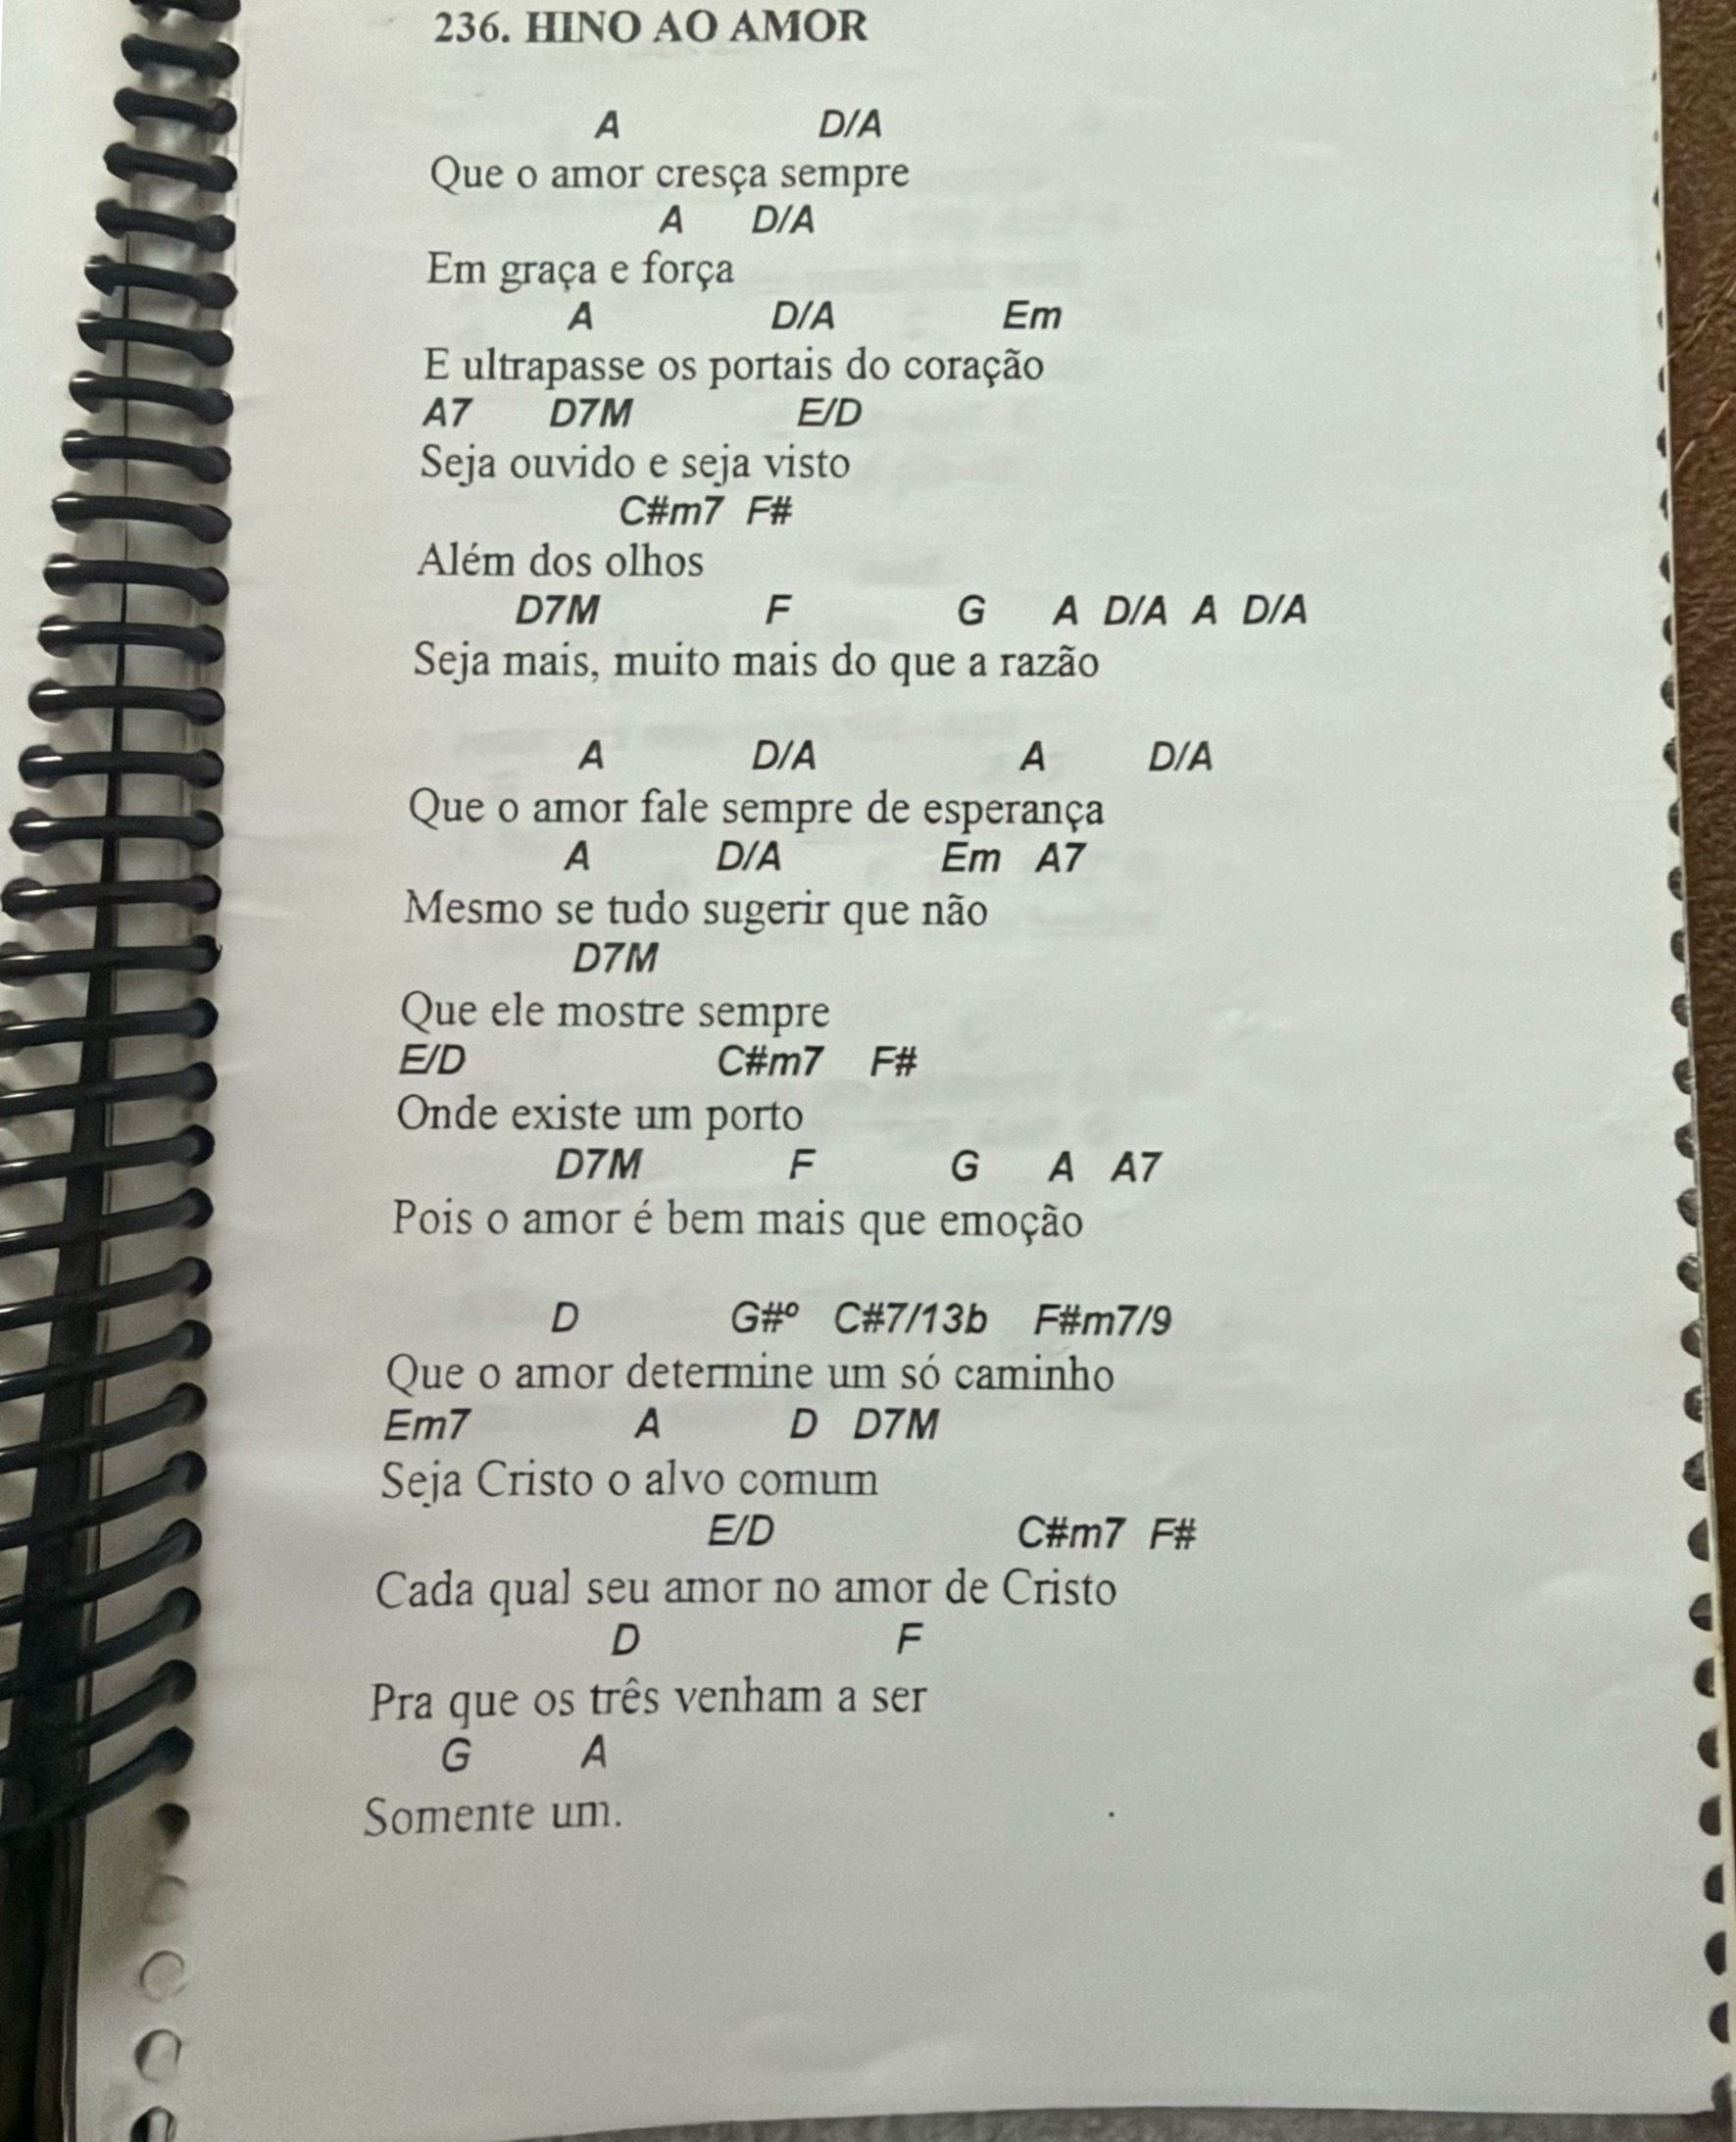 236. HINO AO AMOR
A D/A
Que o amor cresça sempre
A D/A
Em graça e força
A D/A Em
E ultrapasse os portais do coração
A7 D7M E/D
Seja ouvido e seja visto
C#m7 F#
Além dos olhos
D7M F G A D/A A D/A
Seja mais, muito mais do que a razão
A D/A A D/A
Que o amor fale sempre de esperança
A D/A Em A7
Mesmo se tudo sugerir que não
D7M
Que ele mostre sempre
E/D C#m7 F#
Onde existe um porto
D7M F G A A7
Pois o amor é bem mais que emoção
D G#º C#7/13b F#m7/9
Que o amor determine um só caminho
Em7 A D D7M
Seja Cristo o alvo comum
E/D C#m7 F#
Cada qual seu amor no amor de Cristo
D F
Pra que os três venham a ser
G A
Somente um.